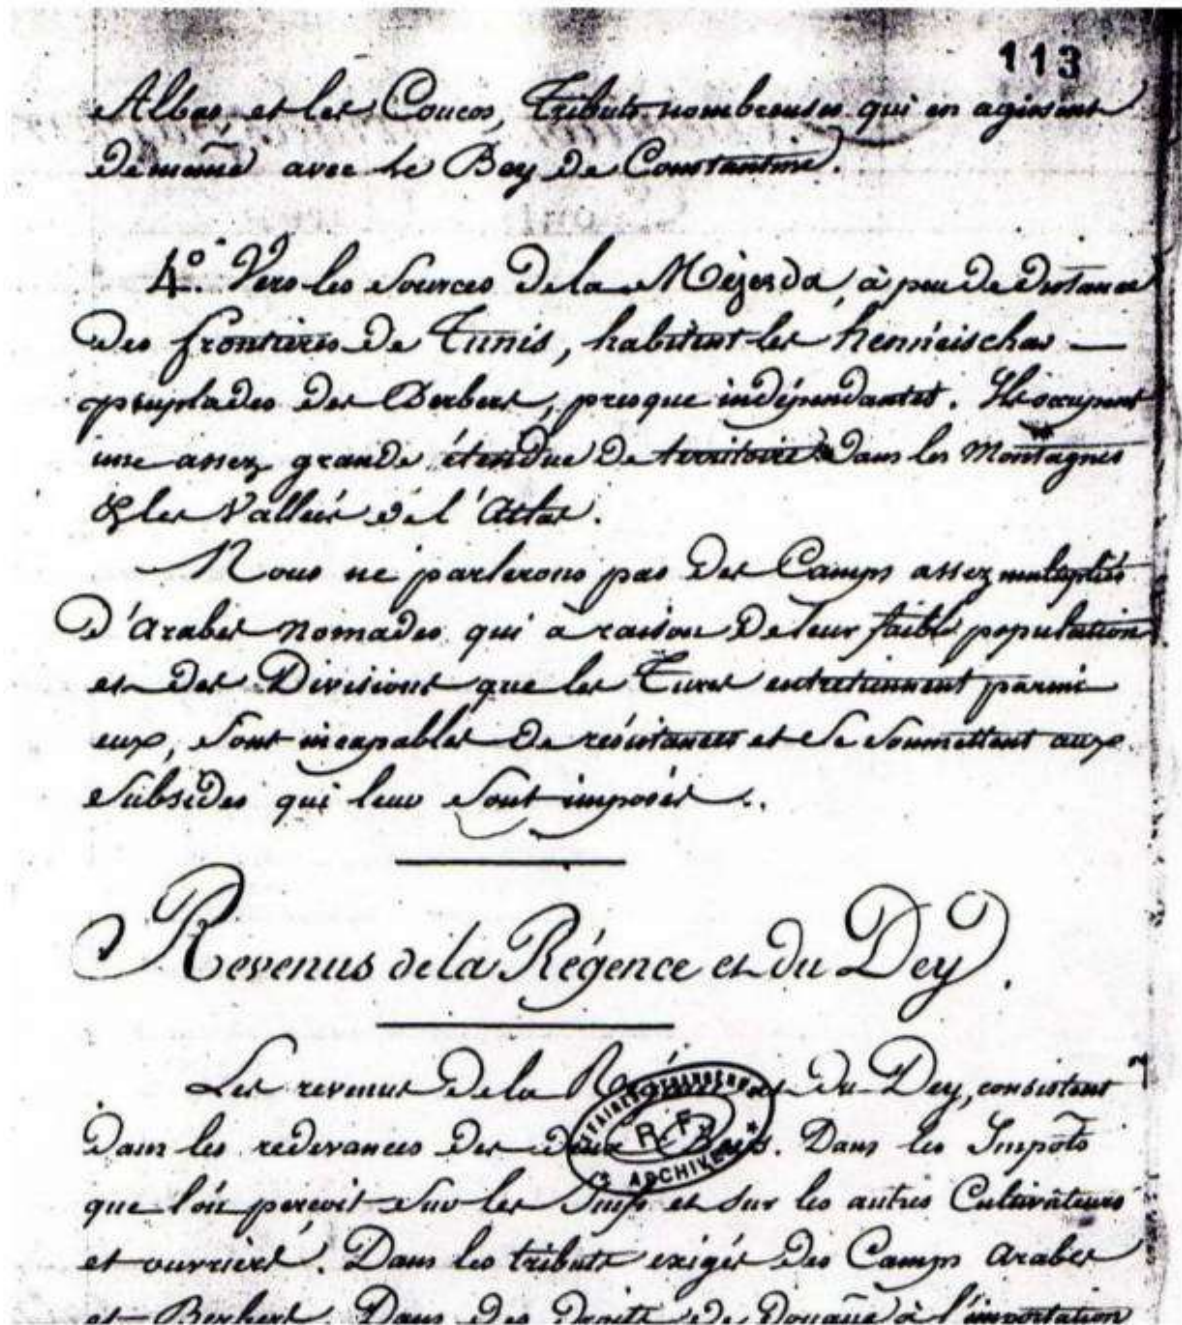 113
Albas, et les Coucos, Tributs nombreuses qui en agissent
de même avec le Bey de Constantine.
4.° Vers les Sources de la Méjerda, à peu de distance
des frontières de Tunis, habitent les henneischas —
peuplades des Berbers, presque indépendantes. Ils occupent
une assez grande étendue de territoire dans les Montagnes
& les Vallées de l'Atlas.
Nous ne parlerons pas des Camps assez multipliés
d'Arabes nomades qui a raison de leur faible population
et des Divisions que les Turcs entretiennent parmi
eux, Sont incapables de résistances et se soumettent aux
Subsides qui leur Sont imposés.
Revenus de la Régence et du Dey.
Les revenus de la Régence et du Dey, consistent
dans les redevances des deux Beys. Dans les Impôts
que l'on perçoit Sur les Juifs et Sur les autres Cultivateurs
et ouvriers. Dans les tributs exigés des Camps Arabes
et Berbers. Dans des Droits de Douane à l'importation
R.F.
ARCHIVES